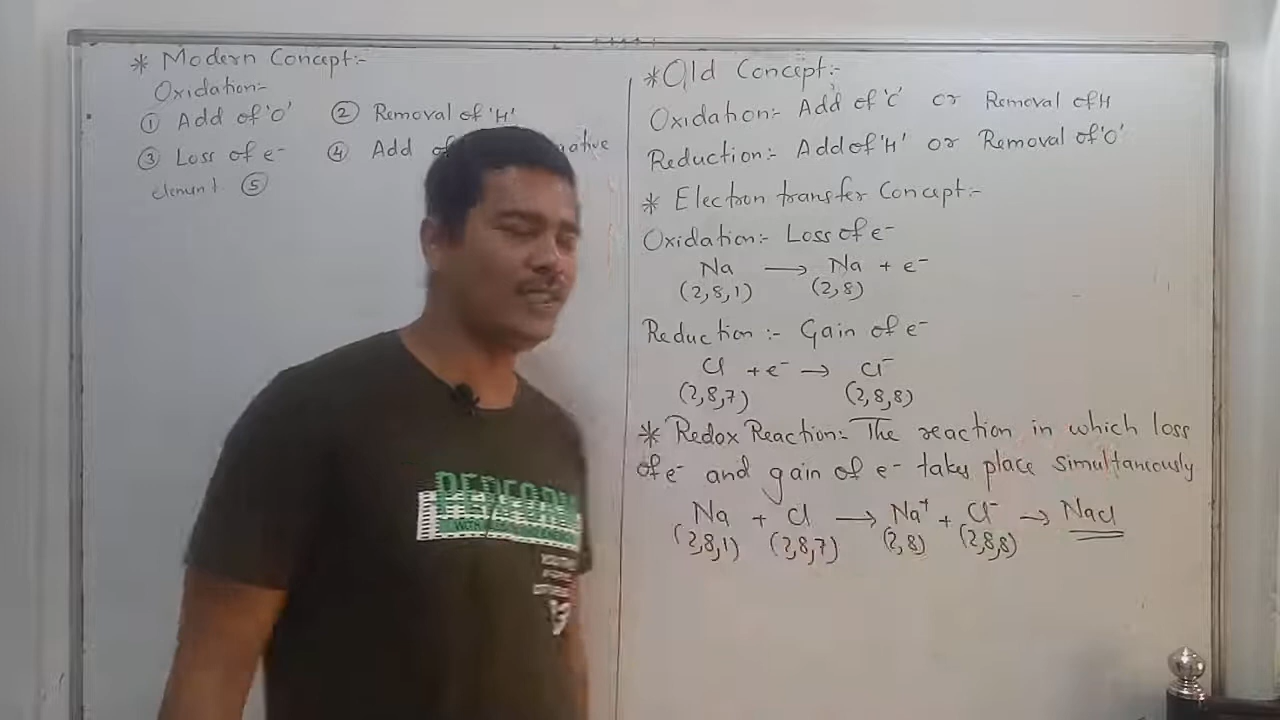 * Modern Concept:-
Oxidation:-
① Add of 'O' ② Removal of 'H'
③ Loss of e⁻ ④ Add of
element ⑤
*Old Concept:-
Oxidation:- Add of 'O' or Removal of H
Reduction:- Add of 'H' or Removal of 'O'
* Electron transfer Concept:-
Oxidation:- Loss of e⁻
Na ⟶ Na + e⁻
(2,8,1) (2,8)
Reduction:- Gain of e⁻
Cl + e⁻ → Cl⁻
(2,8,7) (2,8,8)
* Redox Reaction:- The reaction in which loss
of e⁻ and gain of e⁻ takes place simultaneously
Na + Cl ⟶ Na⁺ + Cl⁻ → NaCl
(2,8,1) (2,8,7) (2,8) (2,8,8)